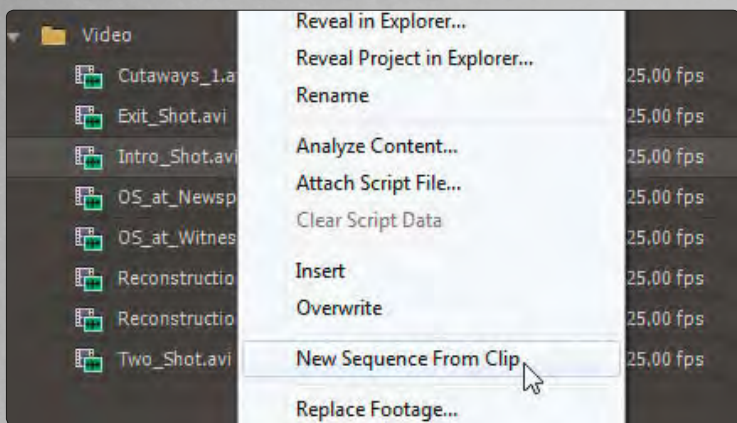 Video
Cutaways_1.a
Exit_Shot.avi
Intro_Shot.avi
OS_at_Newsp
OS_at_Witnes
Reconstructio
Reconstructio
Two_Shot.avi
Reveal in Explorer...
Reveal Project in Explorer...
Rename
Analyze Content...
Attach Script File...
Clear Script Data
Insert
Overwrite
New Sequence From Clip
Replace Footage...
25,00 fps
25,00 fps
25,00 fps
25,00 fps
25,00 fps
25,00 fps
25,00 fps
25,00 fps